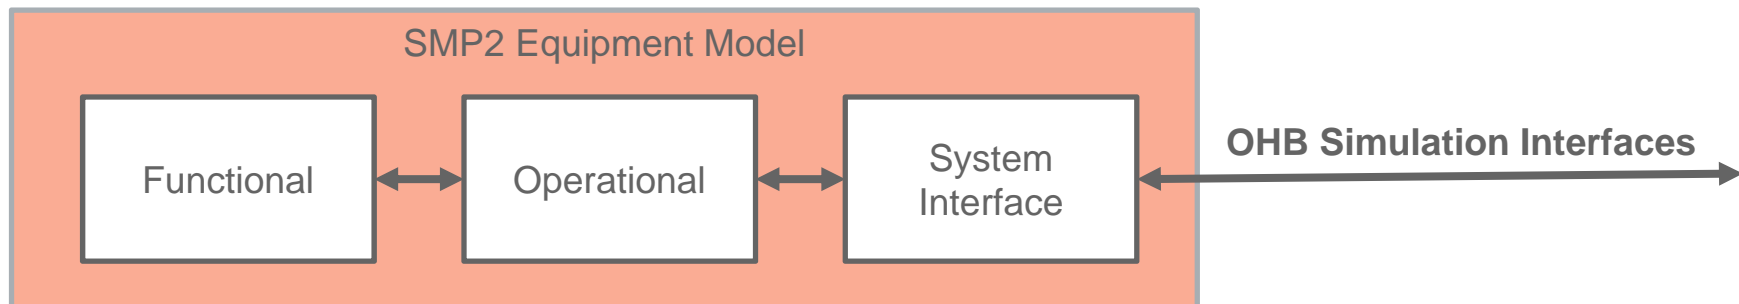 SMP2 Equipment Model
Functional
Operational
System
Interface
OHB Simulation Interfaces